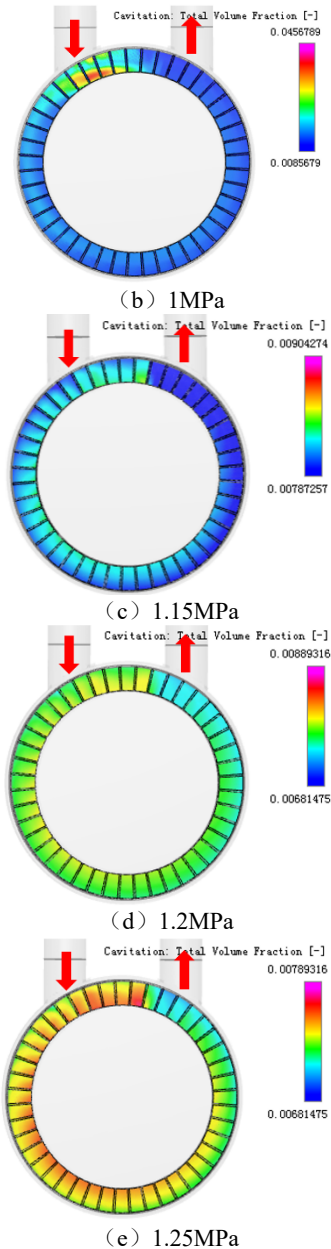 Cavitation: Total Volume Fraction [-]
0.0456789
0.0085679
（b）1MPa
Cavitation: Total Volume Fraction [-]
0.00904274
0.00787257
（c）1.15MPa
Cavitation: Total Volume Fraction [-]
0.00889316
0.00681475
（d）1.2MPa
Cavitation: Total Volume Fraction [-]
0.00789316
0.00681475
（e）1.25MPa